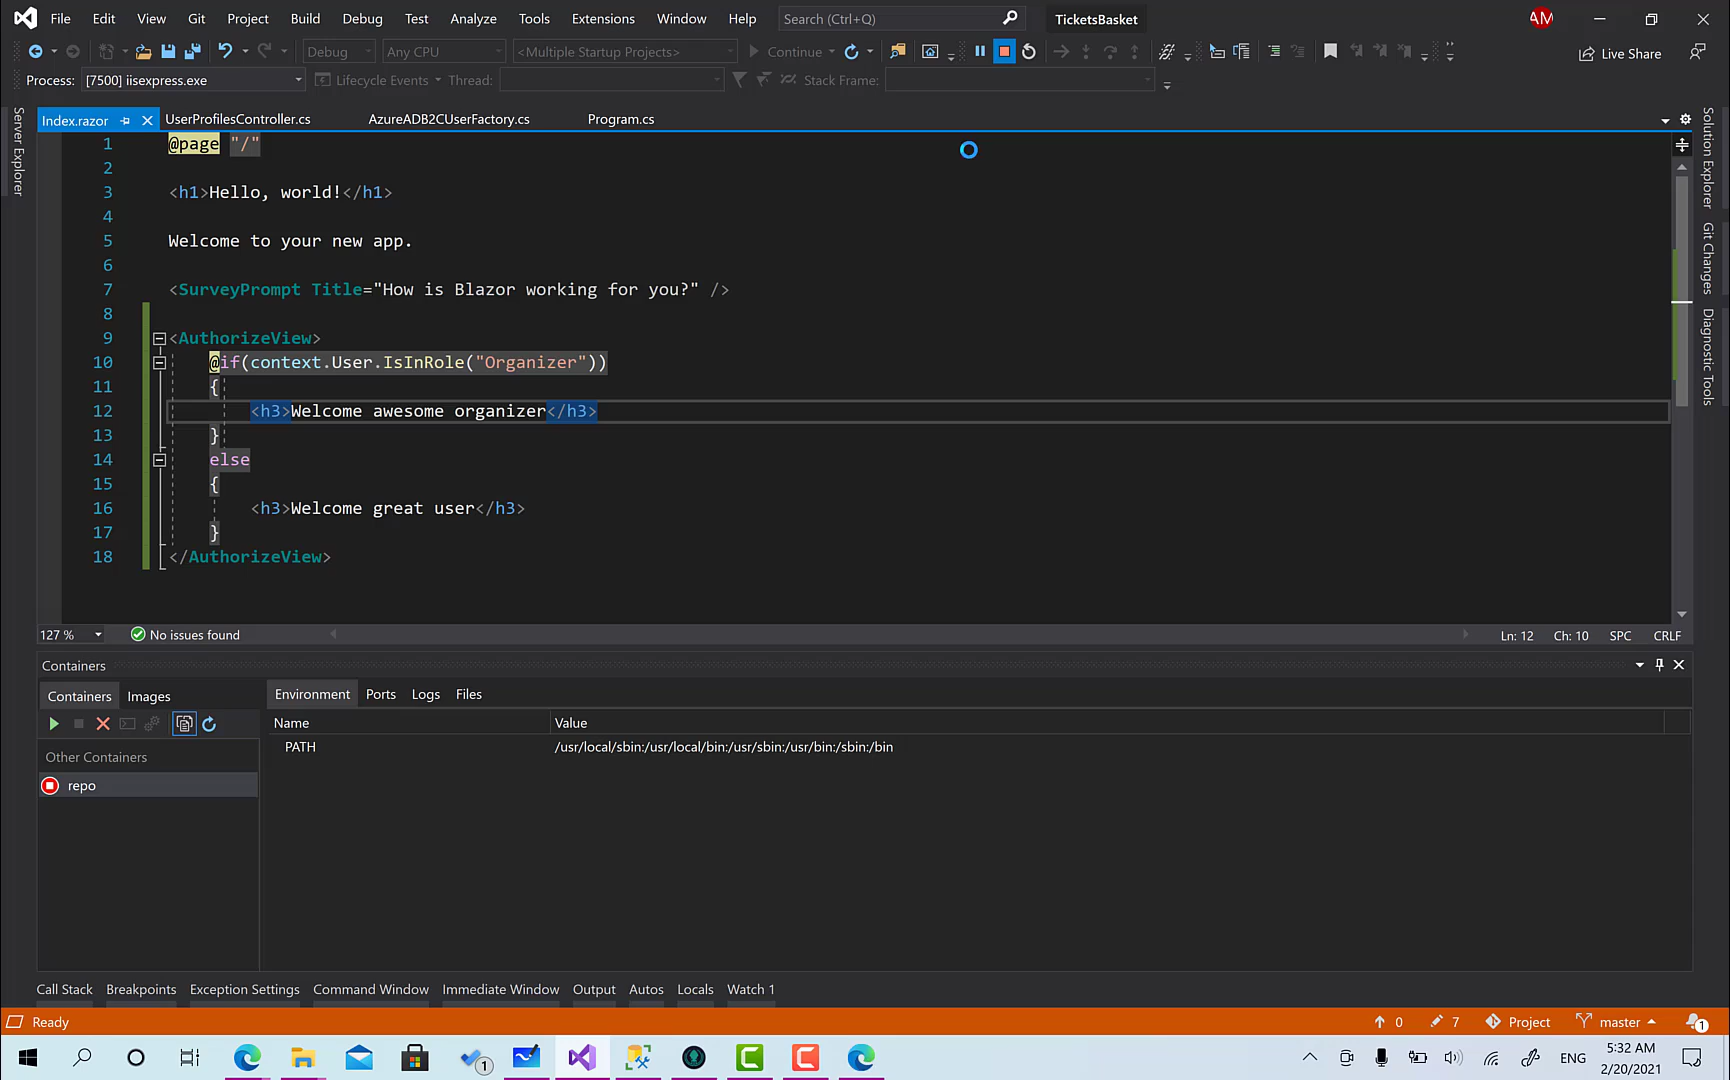 File Edit View Git Project Build Debug Test Analyze Tools Extensions Window Help Search (Ctrl+Q) TicketsBasket AM
Debug Any CPU <Multiple Startup Projects> Continue Live Share
Process: [7500] iisexpress.exe Lifecycle Events Thread: Stack Frame:
Index.razor UserProfilesController.cs AzureADB2CUserFactory.cs Program.cs
Server Explorer
Solution Explorer
Git Changes
Diagnostic Tools
1 @page "/"
2
3 <h1>Hello, world!</h1>
4
5 Welcome to your new app.
6
7 <SurveyPrompt Title="How is Blazor working for you?" />
8
9 <AuthorizeView>
10 @if(context.User.IsInRole("Organizer"))
11 {
12 <h3>Welcome awesome organizer</h3>
13 }
14 else
15 {
16 <h3>Welcome great user</h3>
17 }
18 </AuthorizeView>
127 % No issues found Ln: 12 Ch: 10 SPC CRLF
Containers
Containers Images Environment Ports Logs Files
Name Value
PATH /usr/local/sbin:/usr/local/bin:/usr/sbin:/usr/bin:/sbin:/bin
Other Containers
repo
Call Stack Breakpoints Exception Settings Command Window Immediate Window Output Autos Locals Watch 1
Ready 0 7 Project master 1
1 ENG 5:32 AM
2/20/2021